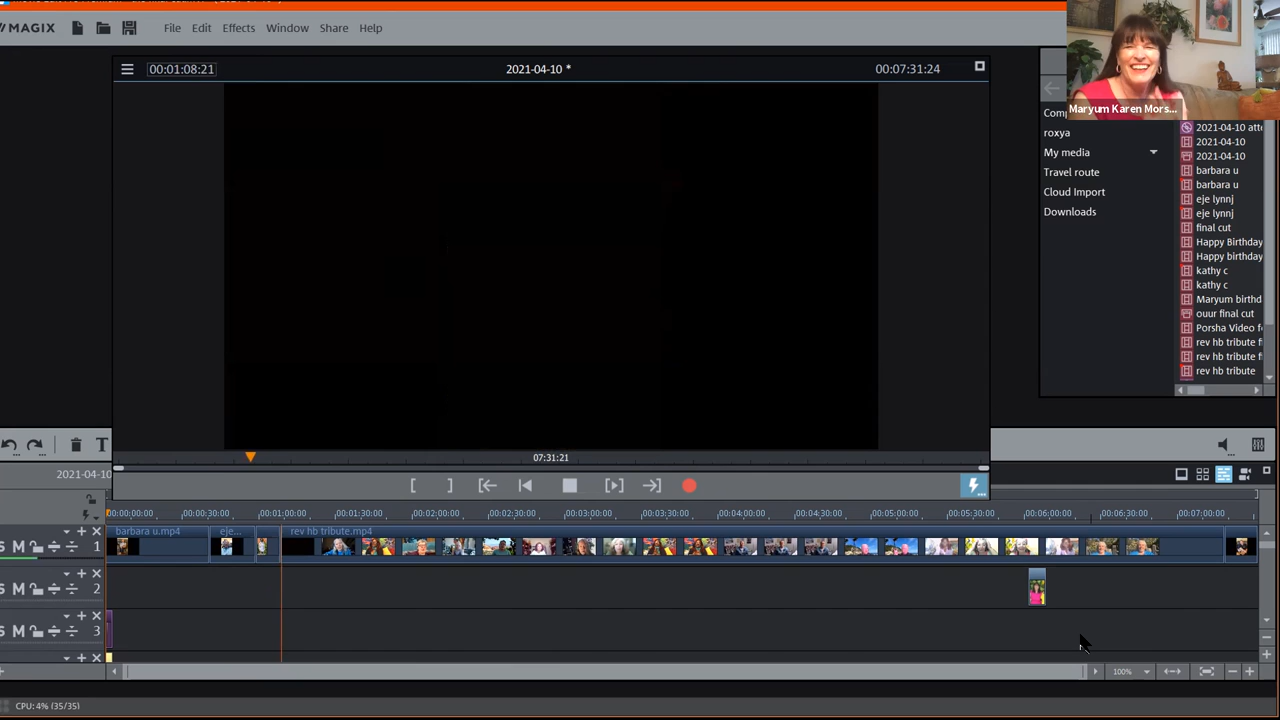 MAGIX
File Edit Effects Window Share Help
00:01:08:21
2021-04-10 *
00:07:31:24
Maryum Karen Mors...
roxya
My media
Travel route
Cloud Import
Downloads
2021-04-10 att
2021-04-10
2021-04-10
barbara u
barbara u
eje lynnj
eje lynnj
final cut
Happy Birthday
Happy birthday
kathy c
kathy c
Maryum birthd
ouur final cut
Porsha Video f
rev hb tribute f
rev hb tribute f
rev hb tribute
07:31:21
T
2021-04-10
00:00:00:00 00:00:30:00 00:01:00:00 00:01:30:00 00:02:00:00 00:02:30:00 00:03:00:00 00:03:30:00 00:04:00:00 00:04:30:00 00:05:00:00 00:05:30:00 00:06:00:00 00:06:30:00 00:07:00:00
barbara u.mp4 eje... rev hb tribute.mp4
S M 1
S M 2
S M 3
100%
CPU: 4% (35/35)